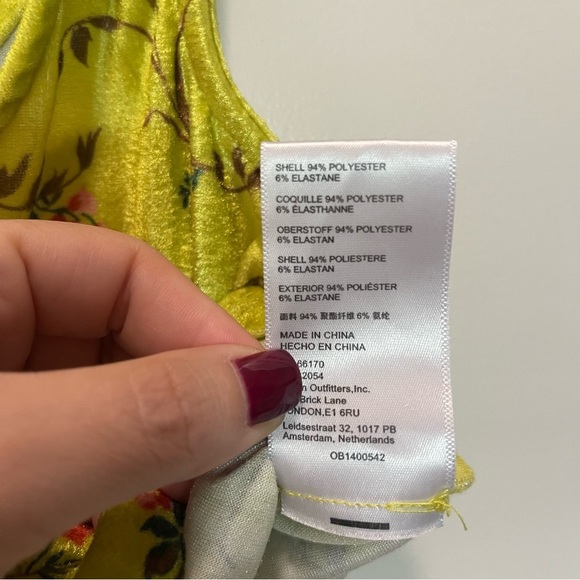 SHELL 94% POLYESTER
6% ELASTANE
COQUILLE 94% POLYESTER
6% ÉLASTHANNE
OBERSTOFF 94% POLYESTER
6% ELASTAN
SHELL 94% POLIESTERE
6% ELASTAN
EXTERIOR 94% POLIÉSTER
6% ELASTANE
面料 94% 聚酯纤维 6% 氨纶
MADE IN CHINA
HECHO EN CHINA
66170
2054
Outfitters,Inc.
Brick Lane
LONDON,E1 6RU
Leidsestraat 32, 1017 PB
Amsterdam, Netherlands
OB1400542